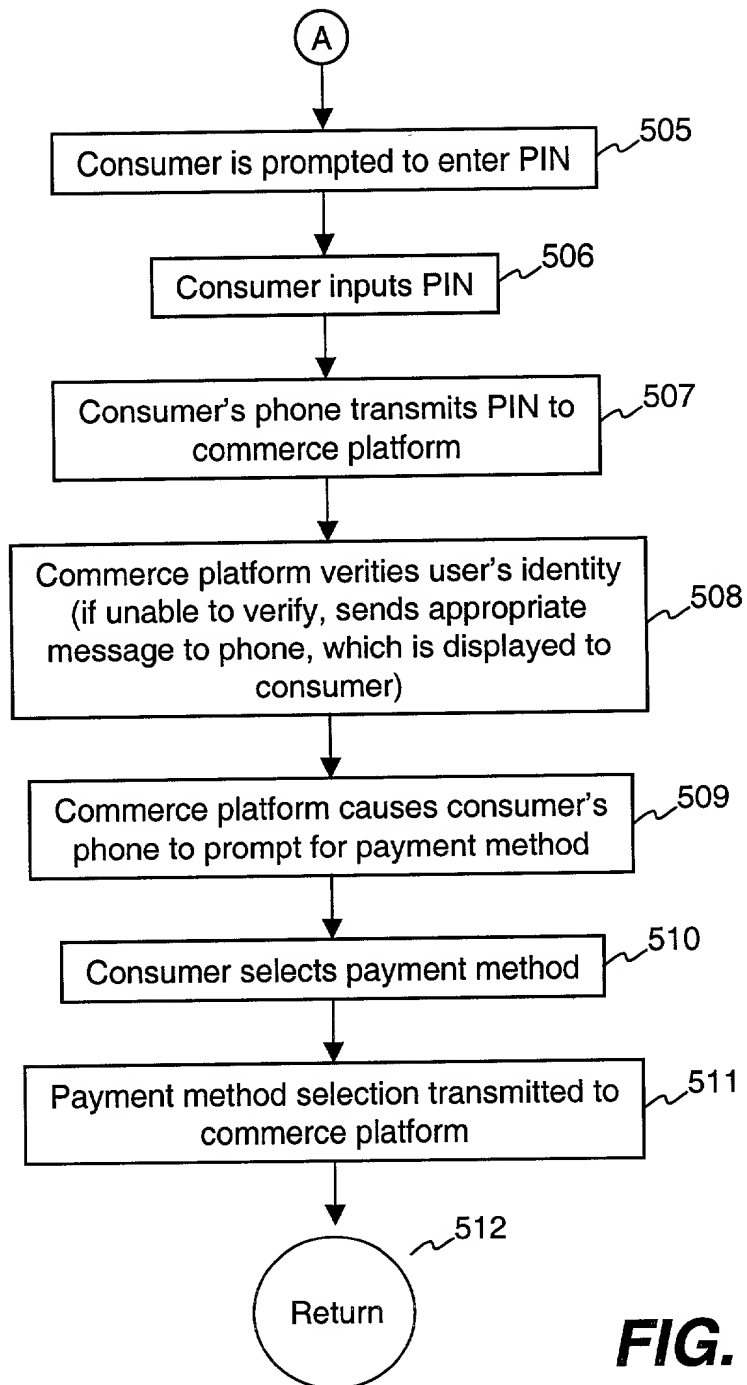 A
505
Consumer is prompted to enter PIN
506
Consumer inputs PIN
507
Consumer's phone transmits PIN to
commerce platform
508
Commerce platform verities user's identity
(if unable to verify, sends appropriate
message to phone, which is displayed to
consumer)
509
Commerce platform causes consumer's
phone to prompt for payment method
510
Consumer selects payment method
511
Payment method selection transmitted to
commerce platform
512
Return
FIG.